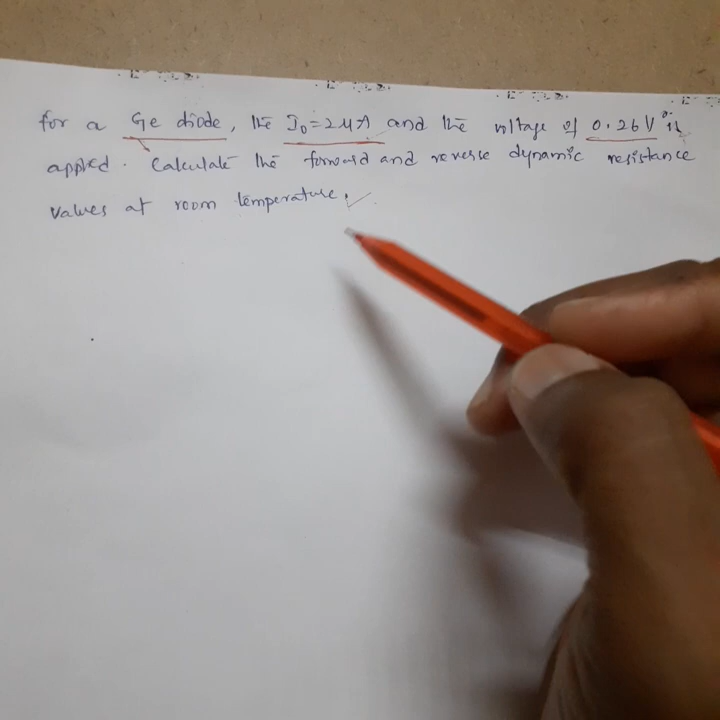 for a Ge diode, the I0=2μA and the voltage of 0.26V is
applied. Calculate the forward and reverse dynamic resistance
values at room temperature.